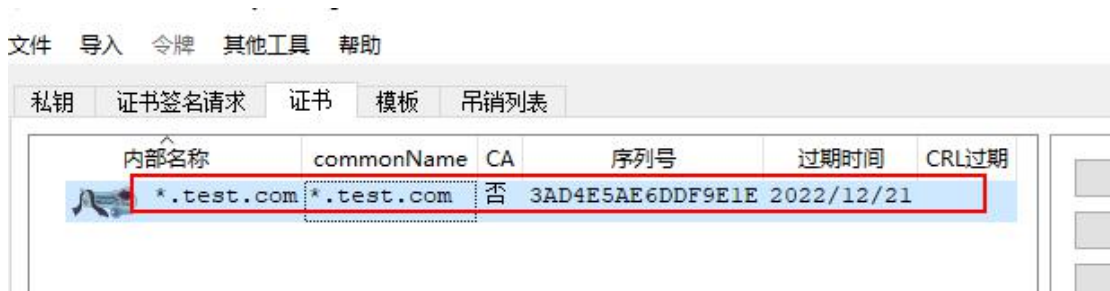 文件 导入 令牌 其他工具 帮助
私钥 证书签名请求 证书 模板 吊销列表
内部名称 commonName CA 序列号 过期时间 CRL过期
*.test.com *.test.com 否 3AD4E5AE6DDF9E1E 2022/12/21